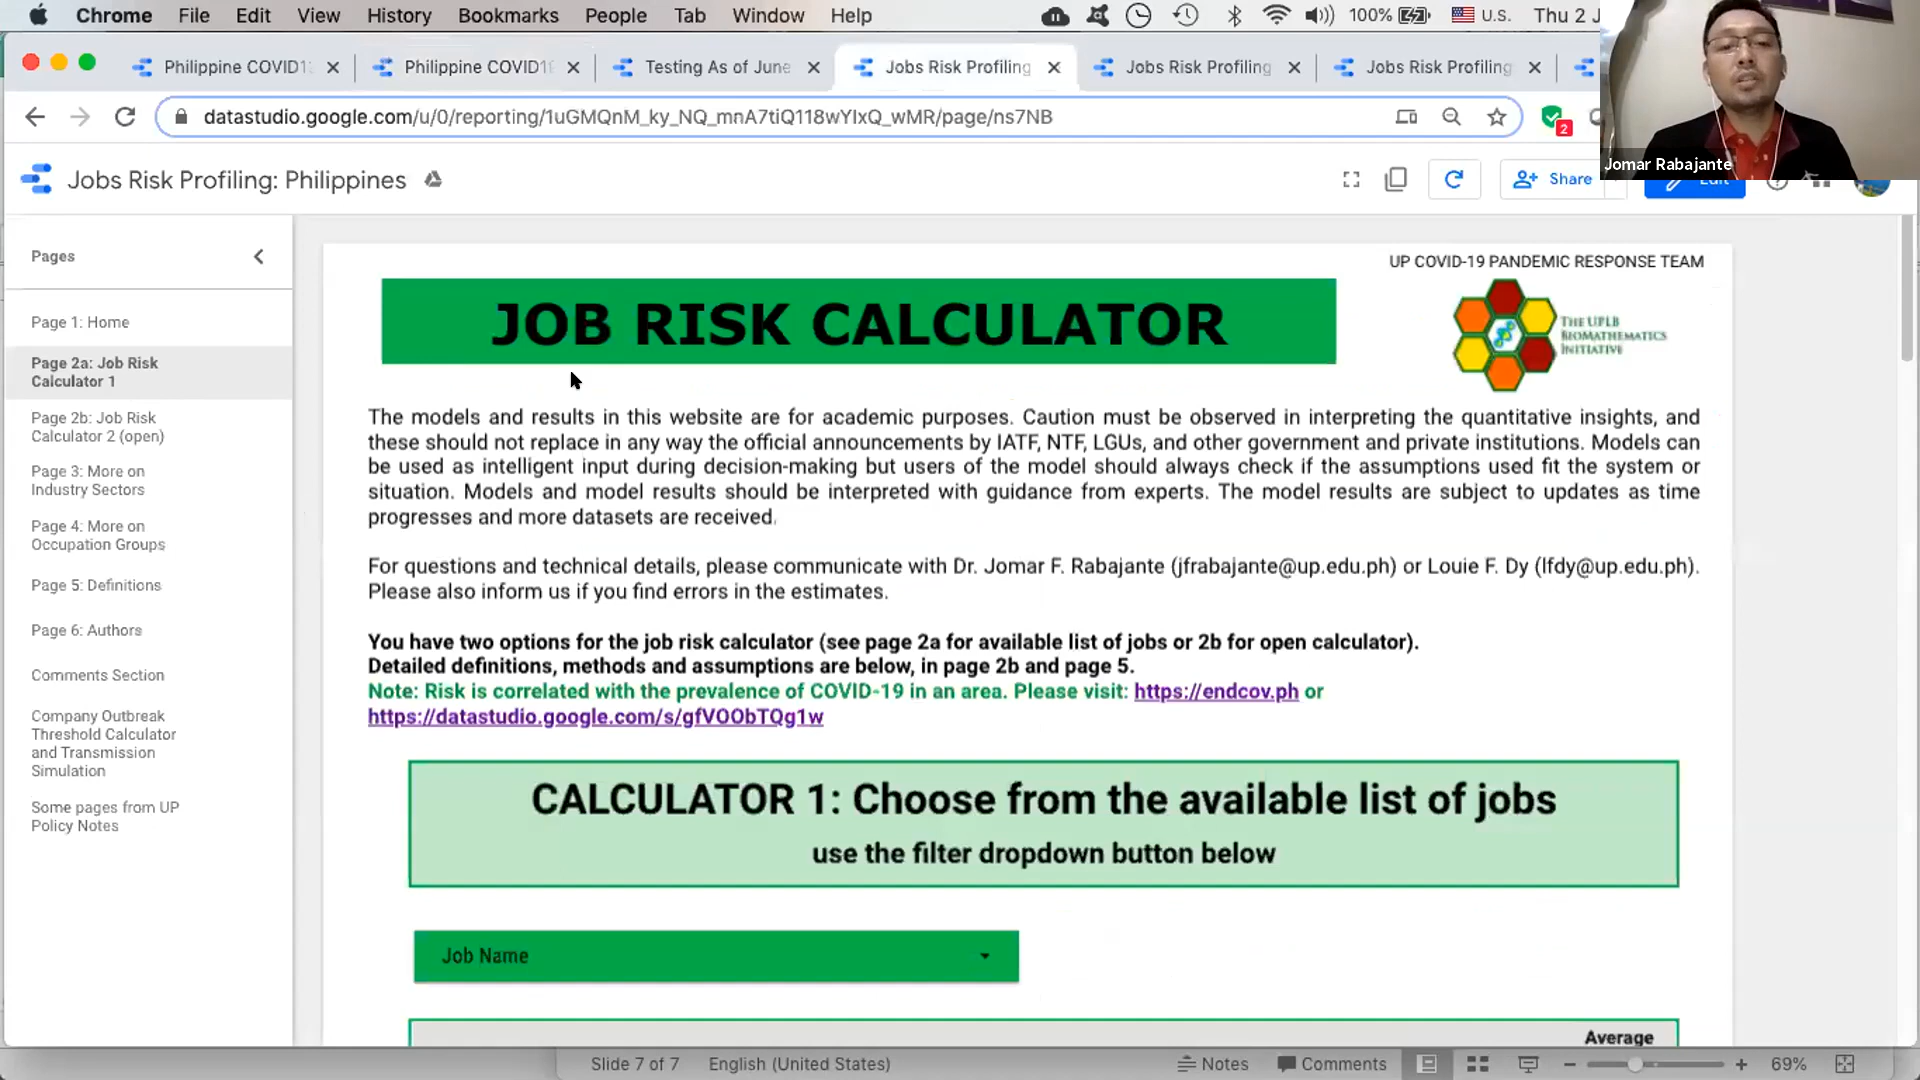 Chrome File Edit View History Bookmarks People Tab Window Help 100% U.S. Thu 2
Philippine COVID1 Philippine COVID1 Testing As of June Jobs Risk Profiling Jobs Risk Profiling Jobs Risk Profiling
datastudio.google.com/u/0/reporting/1uGMQnM_ky_NQ_mnA7tiQ118wYIxQ_wMR/page/ns7NB
2
Jomar Rabajante
Jobs Risk Profiling: Philippines
Share
Edit
Pages
Page 1: Home
Page 2a: Job Risk
Calculator 1
Page 2b: Job Risk
Calculator 2 (open)
Page 3: More on
Industry Sectors
Page 4: More on
Occupation Groups
Page 5: Definitions
Page 6: Authors
Comments Section
Company Outbreak
Threshold Calculator
and Transmission
Simulation
Some pages from UP
Policy Notes
UP COVID-19 PANDEMIC RESPONSE TEAM
JOB RISK CALCULATOR
THE UPLB
BIOMATHEMATICS
INITIATIVE
The models and results in this website are for academic purposes. Caution must be observed in interpreting the quantitative insights, and
these should not replace in any way the official announcements by IATF, NTF, LGUs, and other government and private institutions. Models can
be used as intelligent input during decision-making but users of the model should always check if the assumptions used fit the system or
situation. Models and model results should be interpreted with guidance from experts. The model results are subject to updates as time
progresses and more datasets are received.
For questions and technical details, please communicate with Dr. Jomar F. Rabajante (jfrabajante@up.edu.ph) or Louie F. Dy (lfdy@up.edu.ph).
Please also inform us if you find errors in the estimates.
You have two options for the job risk calculator (see page 2a for available list of jobs or 2b for open calculator).
Detailed definitions, methods and assumptions are below, in page 2b and page 5.
Note: Risk is correlated with the prevalence of COVID-19 in an area. Please visit: https://endcov.ph or
https://datastudio.google.com/s/gfVOObTQg1w
CALCULATOR 1: Choose from the available list of jobs
use the filter dropdown button below
Job Name
Average
Slide 7 of 7 English (United States) Notes Comments 69%